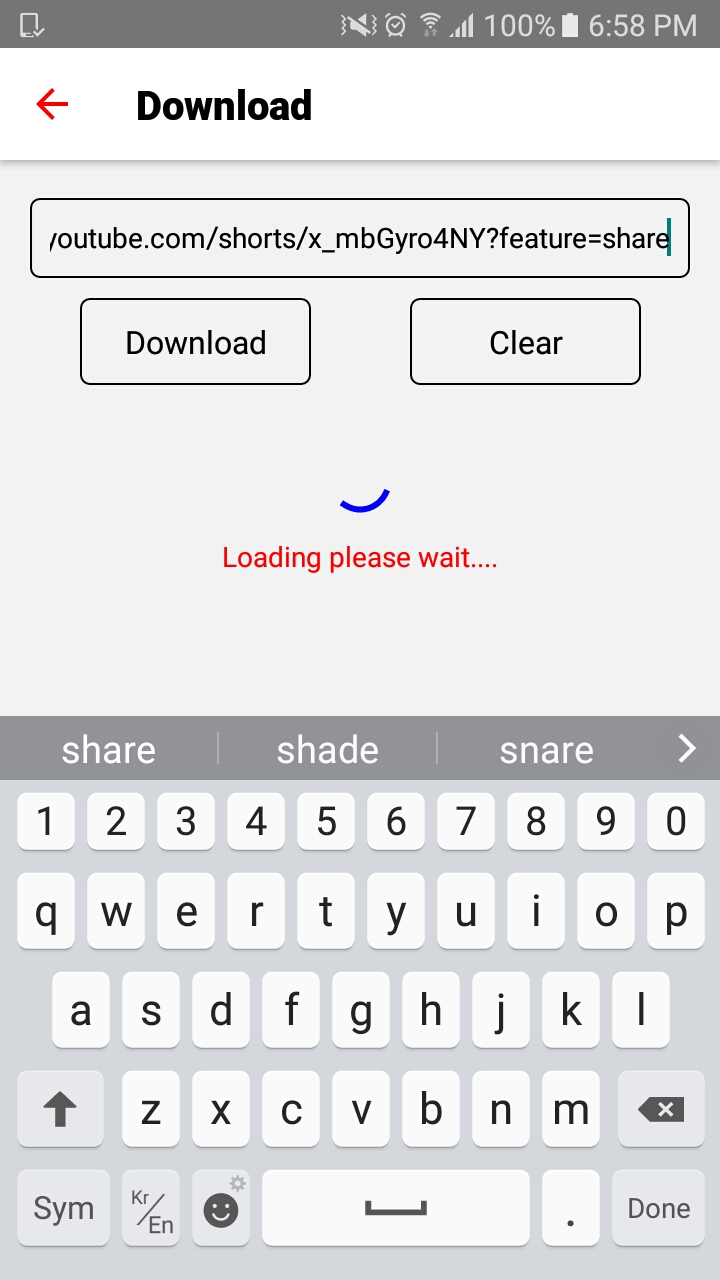 100% 6:58 PM
Download
youtube.com/shorts/x_mbGyro4NY?feature=share
Download Clear
Loading please wait....
share shade snare
1 2 3 4 5 6 7 8 9 0
q w e r t y u i o p
a s d f g h j k l
z x c v b n m
Sym Kr/En . Done